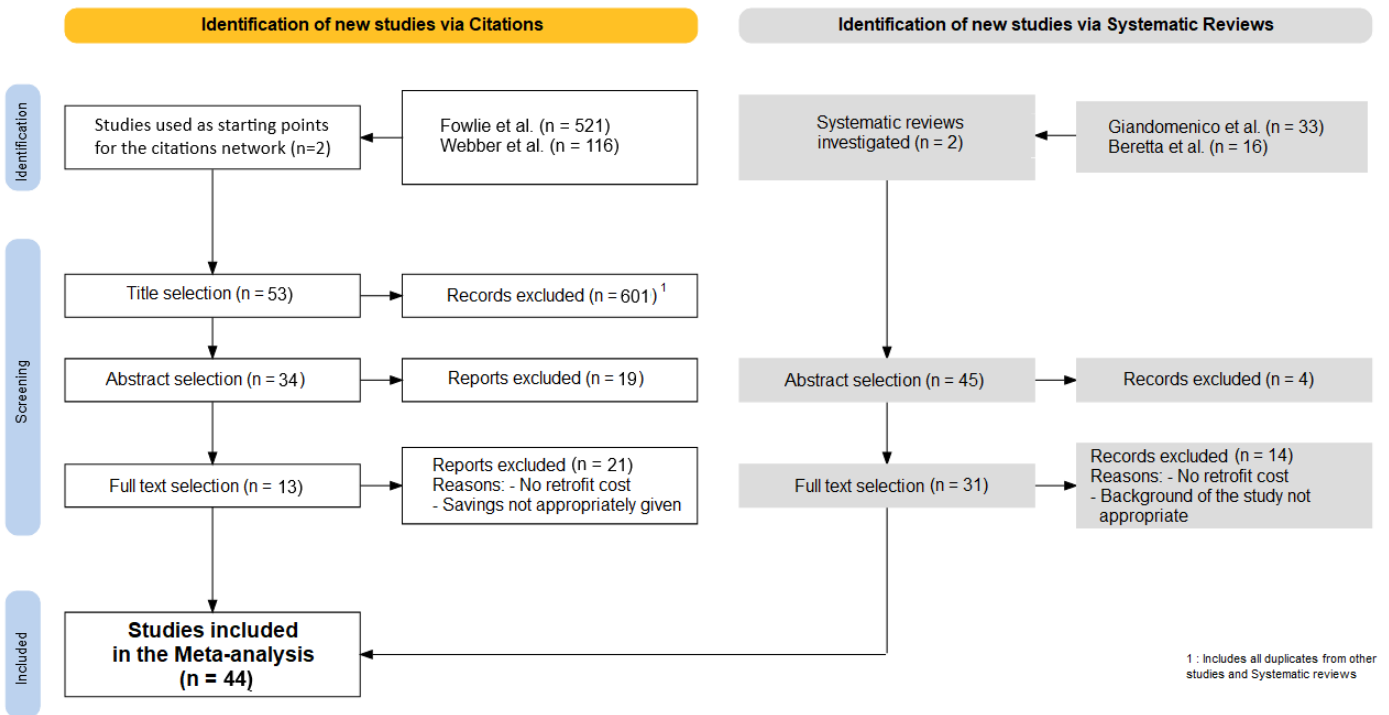 Identification of new studies via Citations
Identification of new studies via Systematic Reviews
Identification
Studies used as starting points
for the citations network (n=2)
Fowlie et al. (n = 521)
Webber et al. (n = 116)
Systematic reviews
investigated (n = 2)
Giandomenico et al. (n = 33)
Beretta et al. (n = 16)
Screening
Title selection (n = 53)
Records excluded (n = 601) 1
Abstract selection (n = 34)
Reports excluded (n = 19)
Abstract selection (n = 45)
Records excluded (n = 4)
Full text selection (n = 13)
Reports excluded (n = 21)
Reasons: - No retrofit cost
- Savings not appropriately given
Full text selection (n = 31)
Records excluded (n = 14)
Reasons: - No retrofit cost
- Background of the study not
appropriate
Included
Studies included
in the Meta-analysis
(n = 44)
1 : Includes all duplicates from other
studies and Systematic reviews